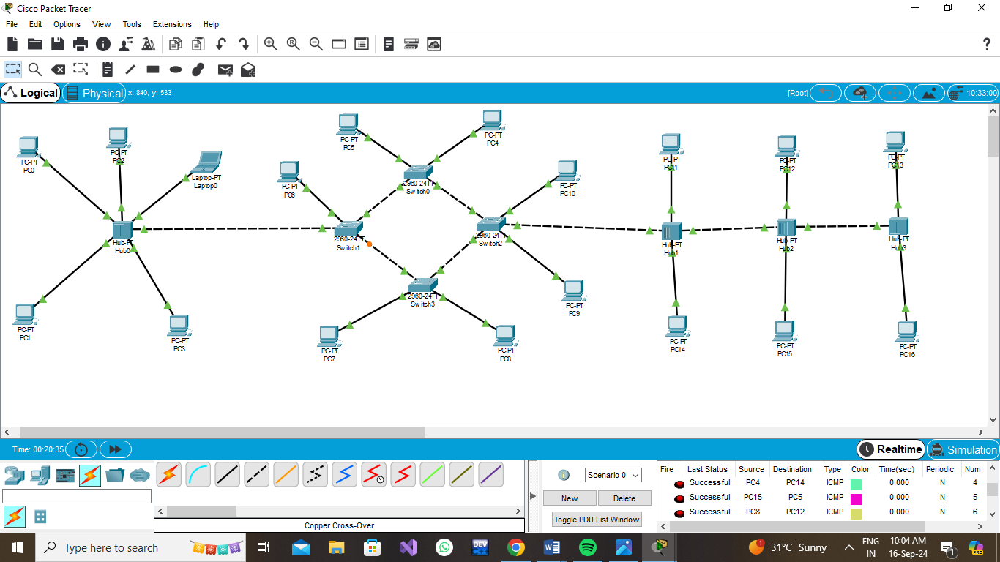 Cisco Packet Tracer
File Edit Options View Tools Extensions Help
?
Logical Physical x: 840, y: 533 [Root] 10:33:00
PC-PT
PC5
PC-PT
PC4
PC-PT
PC0
PC-PT
PC2
Laptop-PT
Laptop0
PC-PT
PC6
2960-24TT
Switch0
PC-PT
PC10
PC-PT
PC11
PC-PT
PC12
PC-PT
PC13
Hub-PT
Hub0
2960-24TT
Switch1
2960-24TT
Switch2
Hub-PT
Hub1
Hub-PT
Hub2
Hub-PT
Hub3
2960-24TT
Switch3
PC-PT
PC9
PC-PT
PC1
PC-PT
PC3
PC-PT
PC7
PC-PT
PC8
PC-PT
PC14
PC-PT
PC15
PC-PT
PC16
Time: 00:20:35 Realtime Simulation
Scenario 0
New Delete
Toggle PDU List Window
Copper Cross-Over
Fire Last Status Source Destination Type Color Time(sec) Periodic Num
Successful PC4 PC14 ICMP 0.000 N 4
Successful PC15 PC5 ICMP 0.000 N 5
Successful PC8 PC12 ICMP 0.000 N 6
Type here to search
DEV
W
PRE
31°C Sunny
ENG
IN
10:04 AM
16-Sep-24
1
1